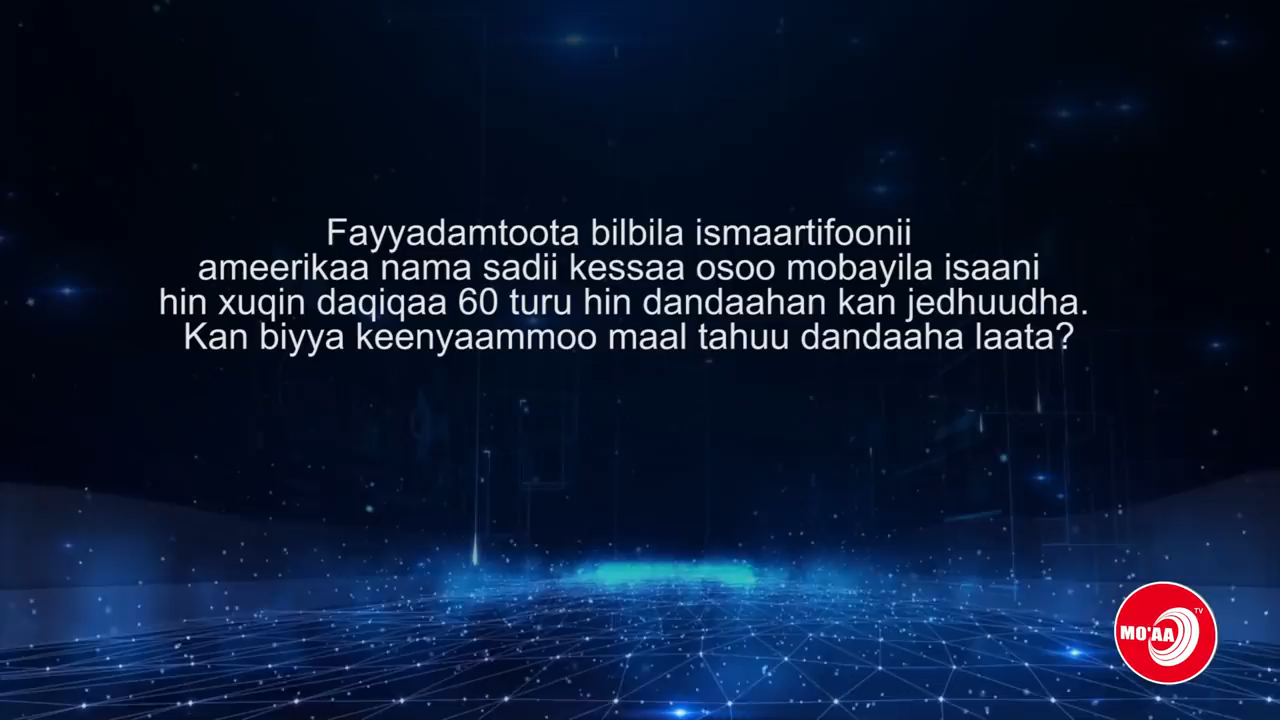 Fayyadamtoota bilbila ismaartifoonii
ameerikaa nama sadii kessaa osoo mobayila isaani
hin xuqin daqiqaa 60 turu hin dandaahan kan jedhuudha.
Kan biyya keenyaammoo maal tahuu dandaaha laata?
MO'AA TV